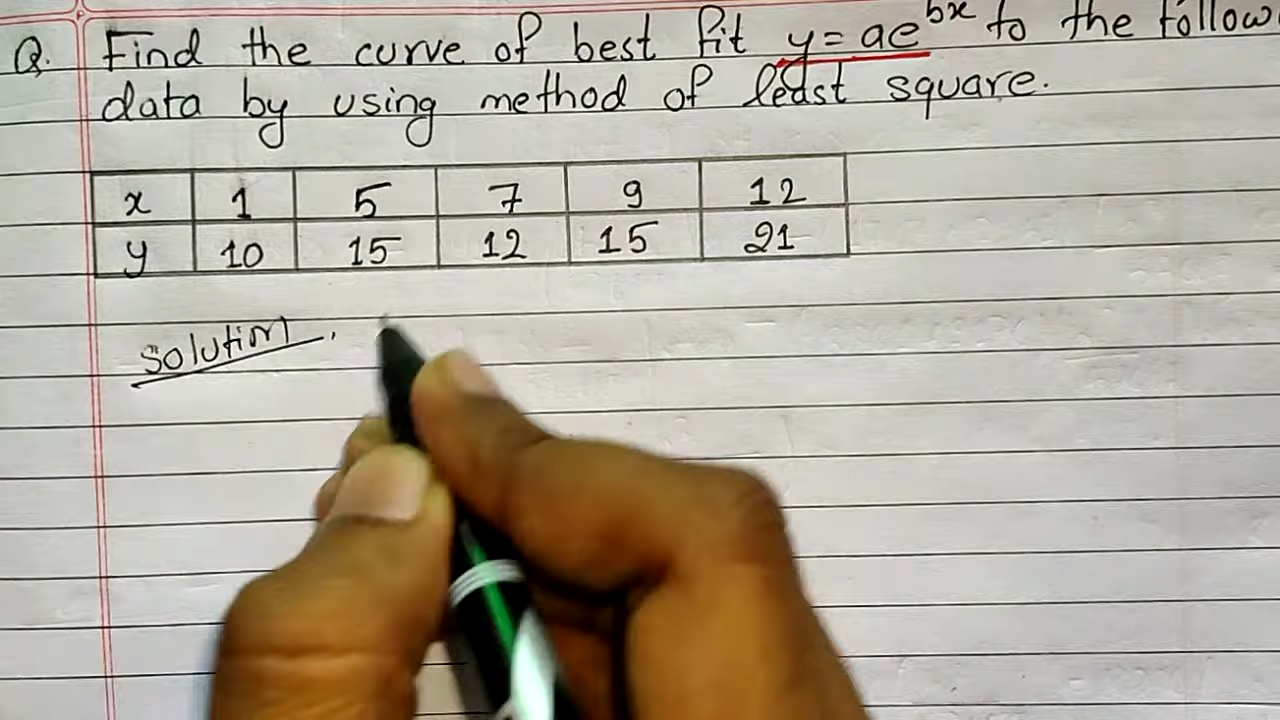 Q. Find the curve of best fit y = ae^bx to the follow
data by using method of least square.
x 1 5 7 9 12
y 10 15 12 15 21
Solution.